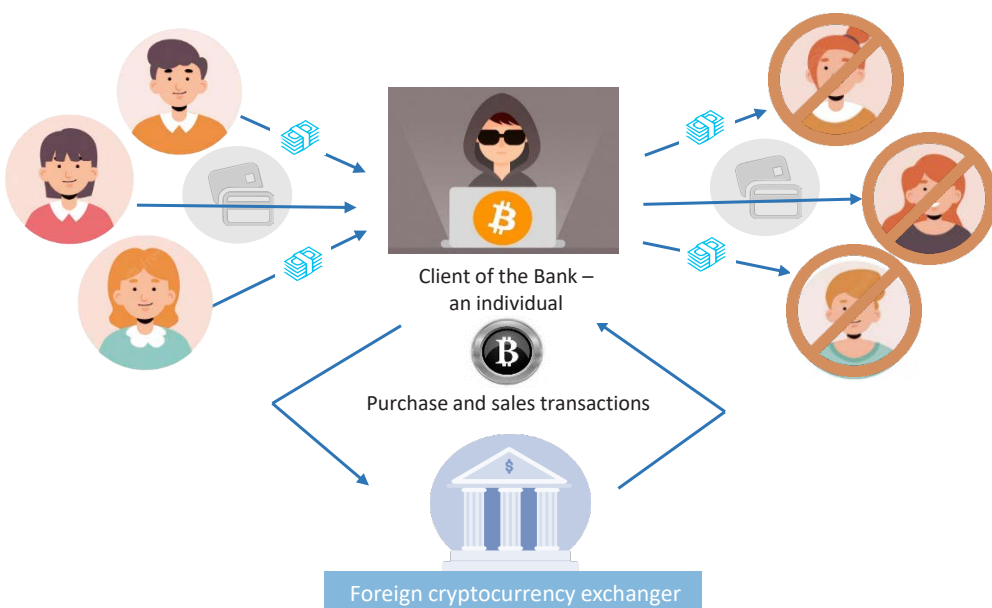 Client of the Bank –
an individual
Purchase and sales transactions
$
Foreign cryptocurrency exchanger